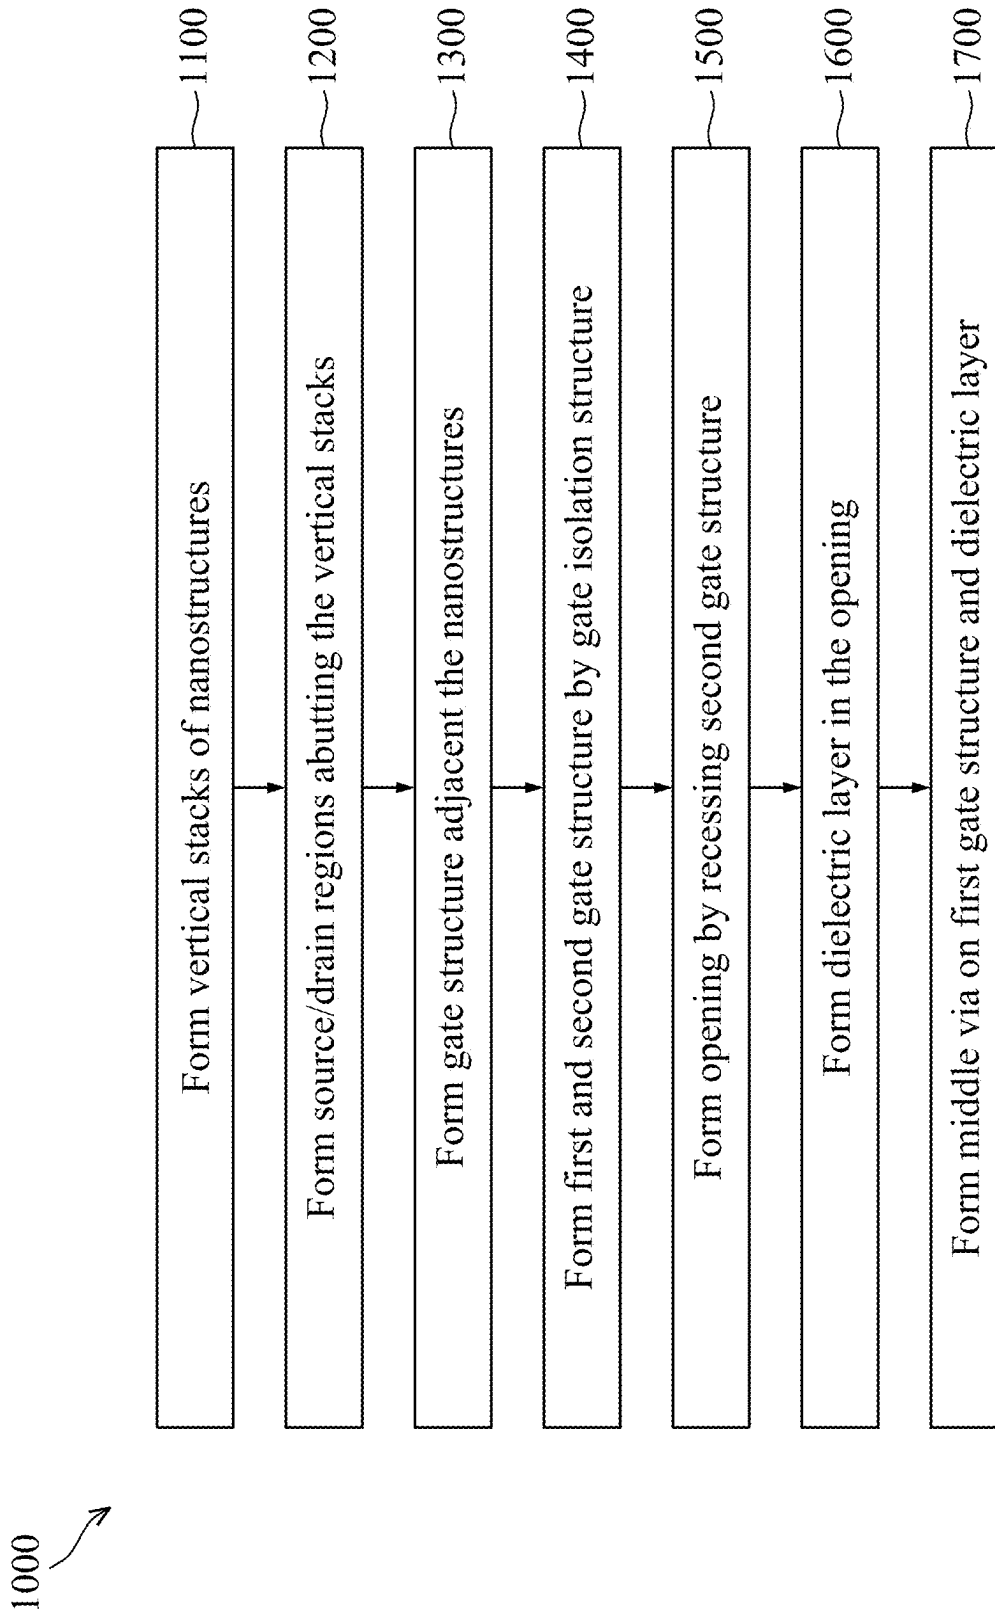 1000
Form vertical stacks of nanostructures
1100
Form source/drain regions abutting the vertical stacks
1200
Form gate structure adjacent the nanostructures
1300
Form first and second gate structure by gate isolation structure
1400
Form opening by recessing second gate structure
1500
Form dielectric layer in the opening
1600
Form middle via on first gate structure and dielectric layer
1700